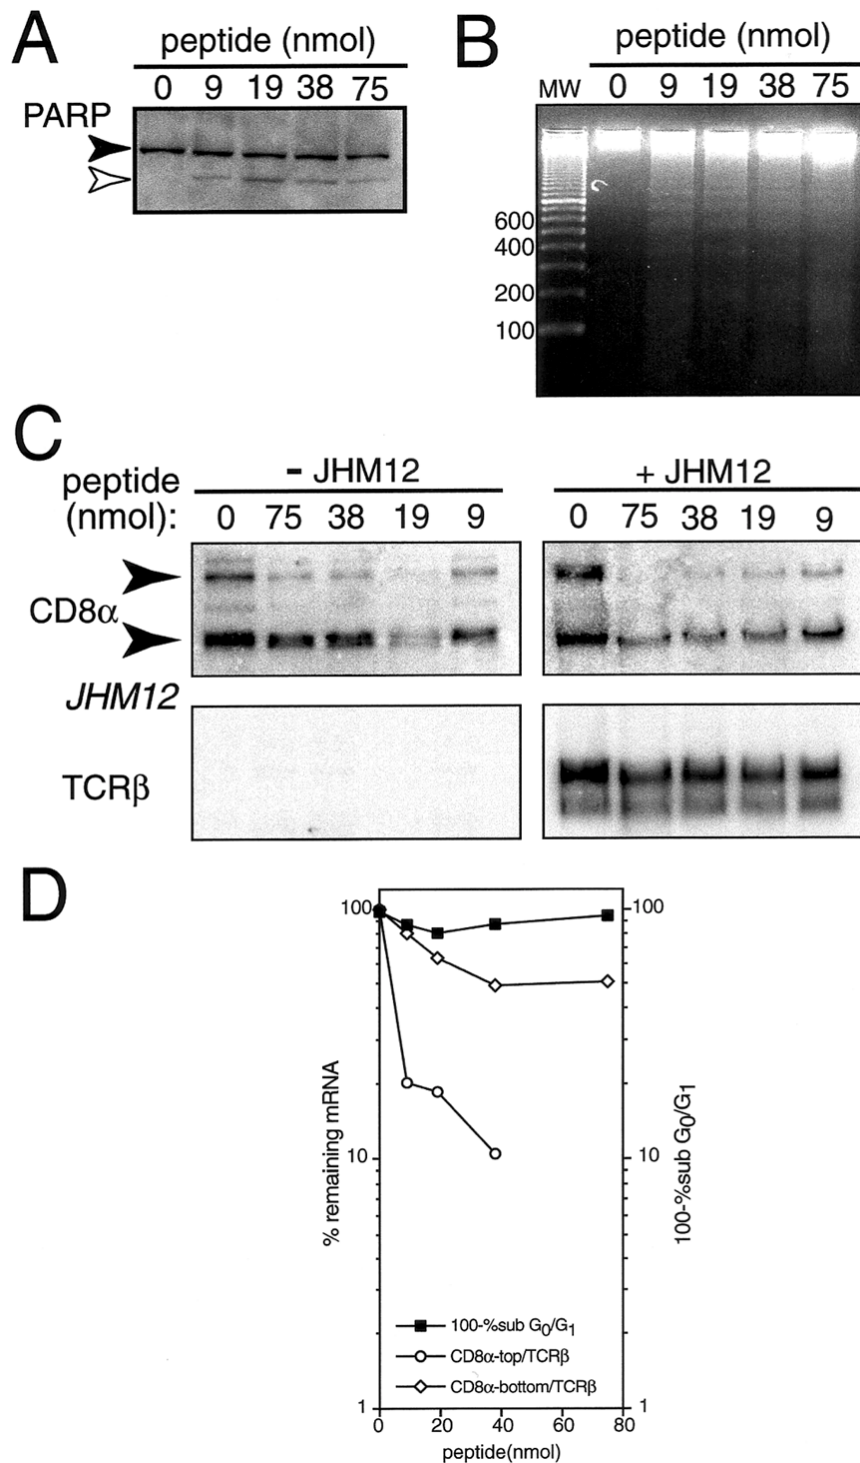 A
peptide (nmol)
0 9 19 38 75
PARP
B
peptide (nmol)
MW 0 9 19 38 75
600
400
200
100
C
- JHM12
+ JHM12
peptide
(nmol):
0 75 38 19 9
0 75 38 19 9
CD8α
JHM12
TCRβ
D
100
10
1
% remaining mRNA
100
10
1
100-%sub G0/G1
100-%sub G0/G1
CD8α-top/TCRβ
CD8α-bottom/TCRβ
0 20 40 60 80
peptide(nmol)